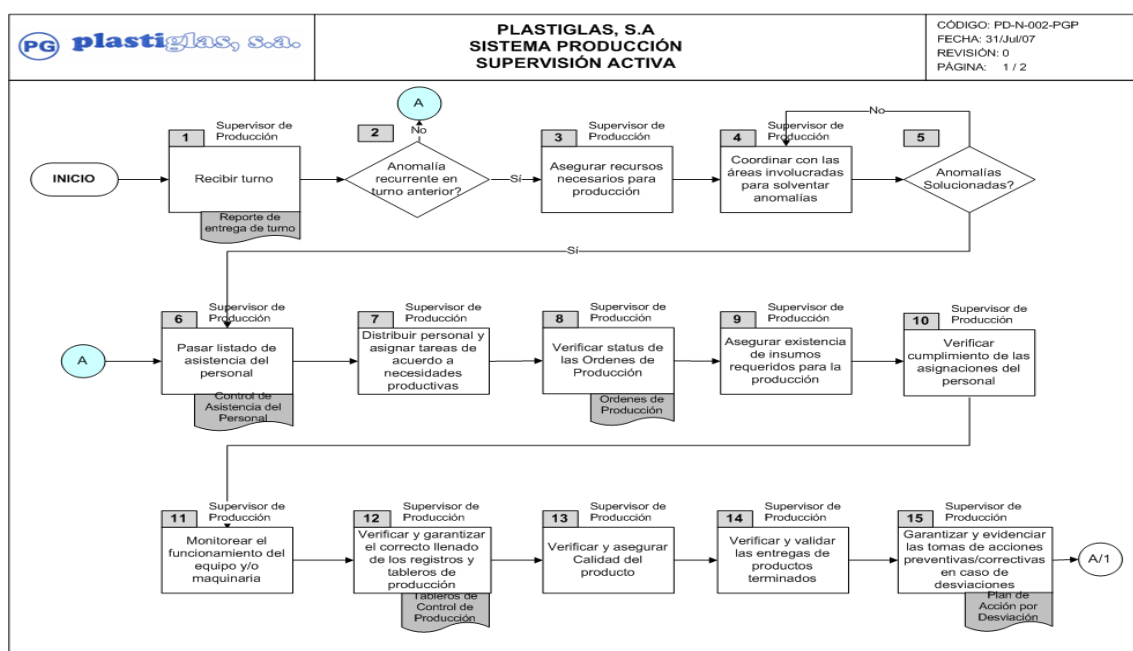 PG plastiglas, s.a.
PLASTIGLAS, S.A
SISTEMA PRODUCCIÓN
SUPERVISIÓN ACTIVA
CÓDIGO: PD-N-002-PGP
FECHA: 31/Jul/07
REVISIÓN: 0
PÁGINA: 1 / 2
INICIO
1
Supervisor de
Producción
Recibir turno
Reporte de
entrega de turno
A
No
2
Anomalía
recurrente en
turno anterior?
Sí
3
Supervisor de
Producción
Asegurar recursos
necesarios para
producción
4
Supervisor de
Producción
Coordinar con las
áreas involucradas
para solventar
anomalías
No
5
Anomalías
Solucionadas?
Sí
A
6
Supervisor de
Producción
Pasar listado de
asistencia del
personal
Control de
Asistencia del
Personal
7
Supervisor de
Producción
Distribuir personal y
asignar tareas de
acuerdo a
necesidades
productivas
8
Supervisor de
Producción
Verificar status de
las Ordenes de
Producción
Ordenes de
Producción
9
Supervisor de
Producción
Asegurar existencia
de insumos
requeridos para la
producción
10
Supervisor de
Producción
Verificar
cumplimiento de las
asignaciones del
personal
11
Supervisor de
Producción
Monitorear el
funcionamiento del
equipo y/o
maquinaria
12
Supervisor de
Producción
Verificar y garantizar
el correcto llenado
de los registros y
tableros de
producción
Tableros de
Control de
Producción
13
Supervisor de
Producción
Verificar y asegurar
Calidad del
producto
14
Supervisor de
Producción
Verificar y validar
las entregas de
productos
terminados
15
Supervisor de
Producción
Garantizar y evidenciar
las tomas de acciones
preventivas/correctivas
en caso de
desviaciones
Plan de
Acción por
Desviación
A/1